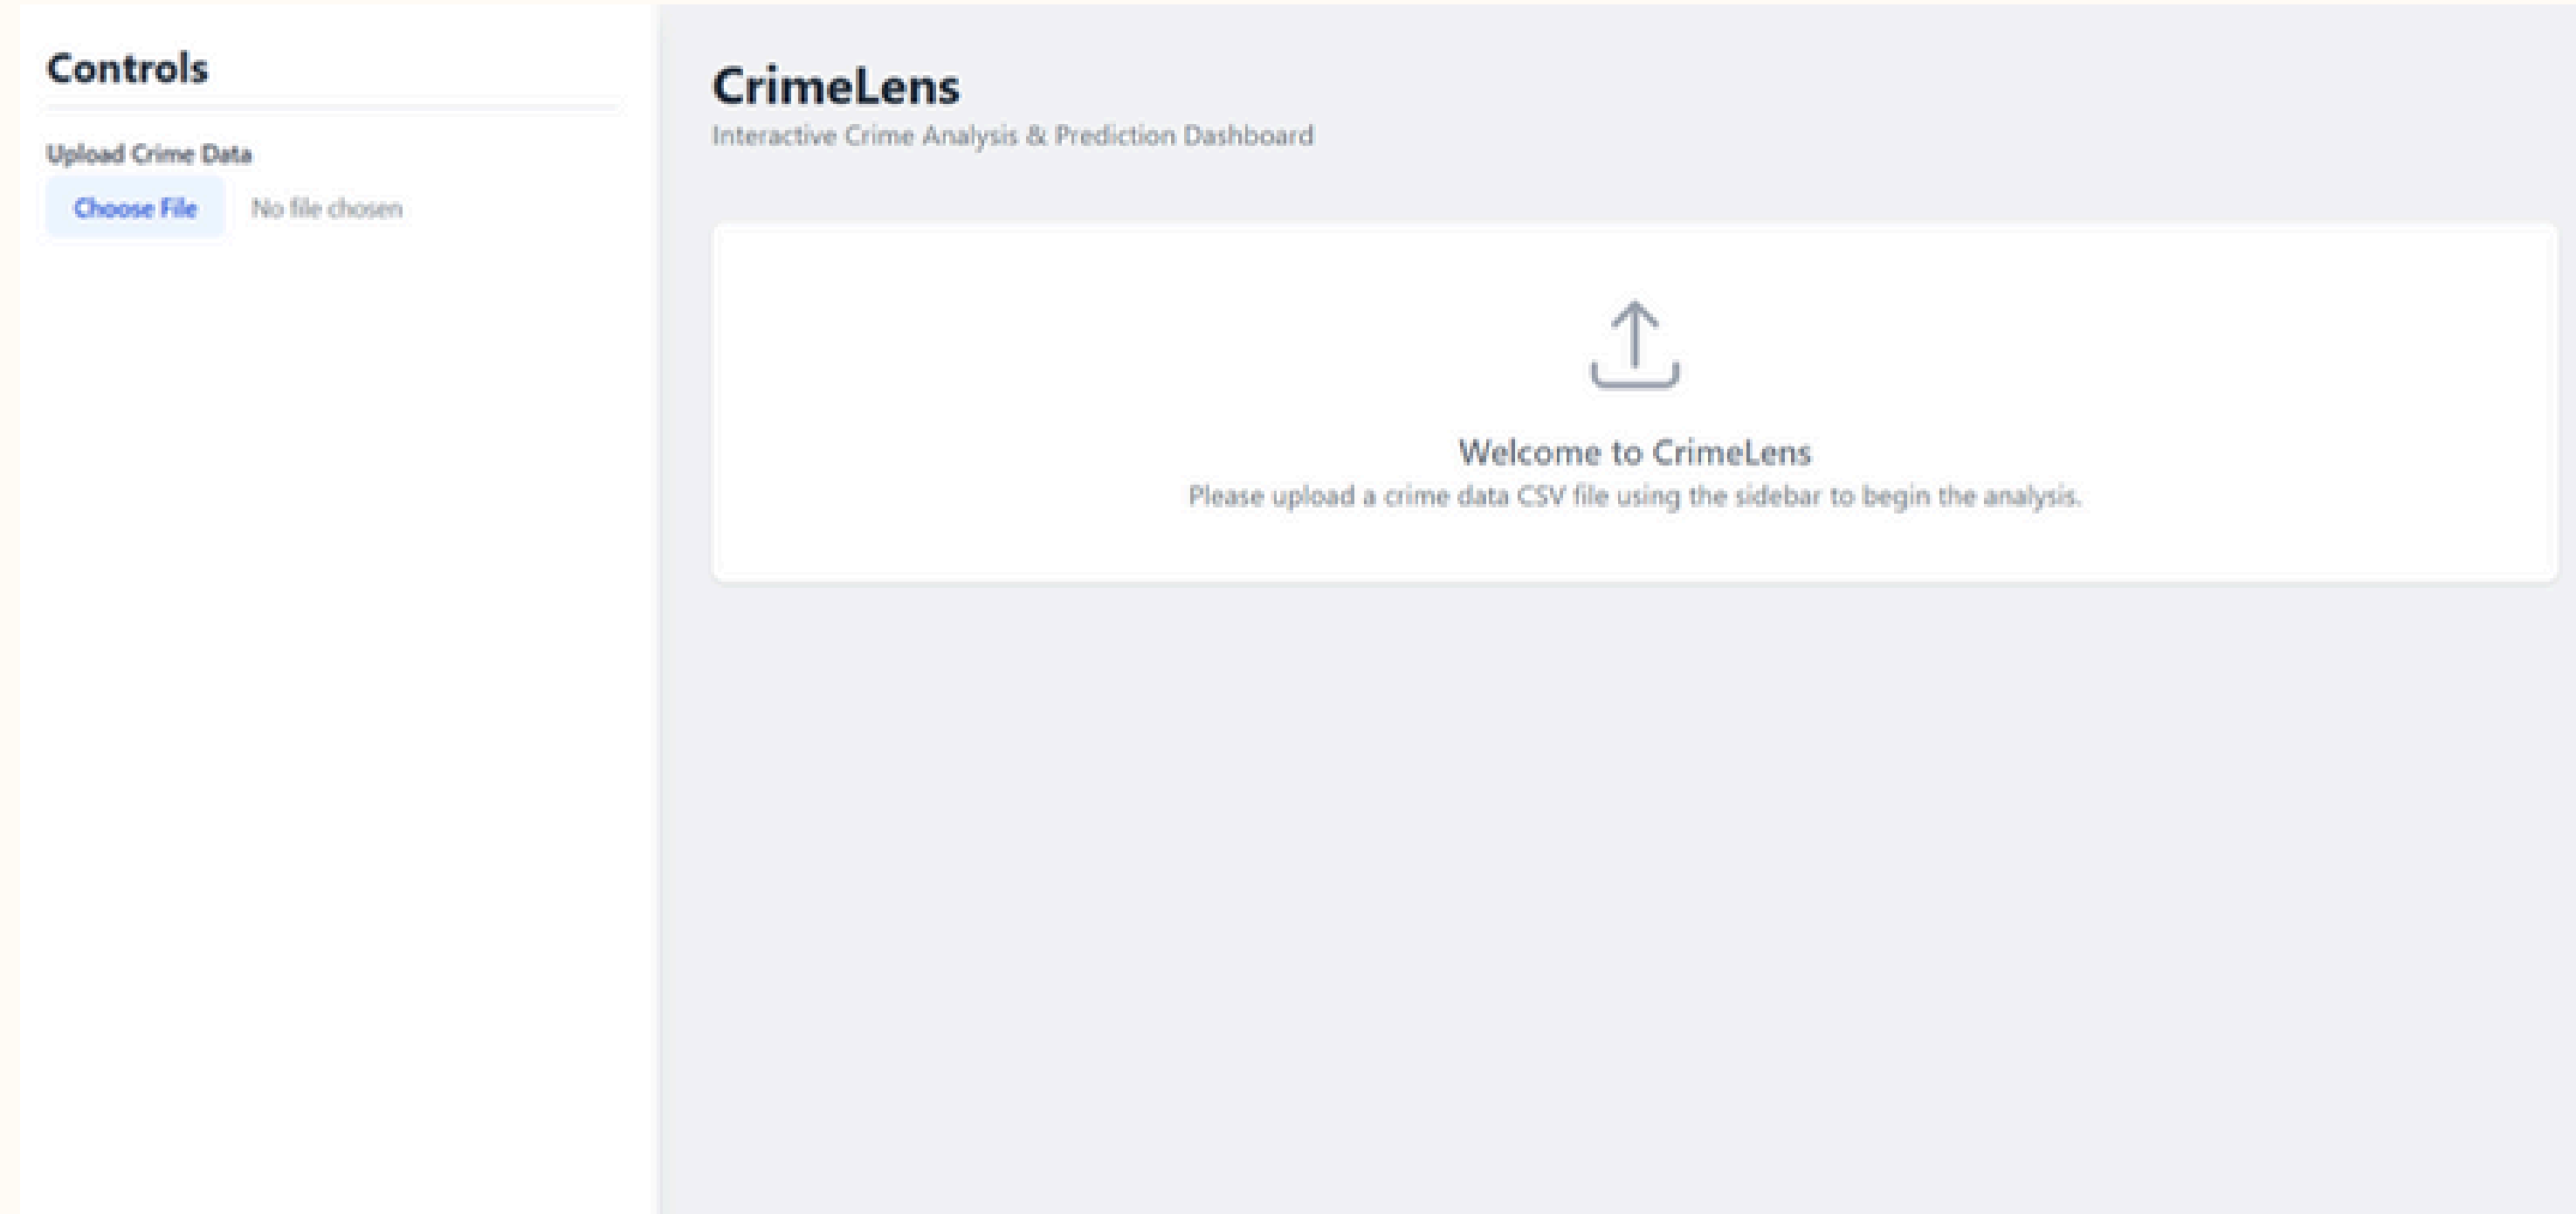 Controls
Upload Crime Data
Choose File No file chosen
CrimeLens
Interactive Crime Analysis & Prediction Dashboard
Welcome to CrimeLens
Please upload a crime data CSV file using the sidebar to begin the analysis.